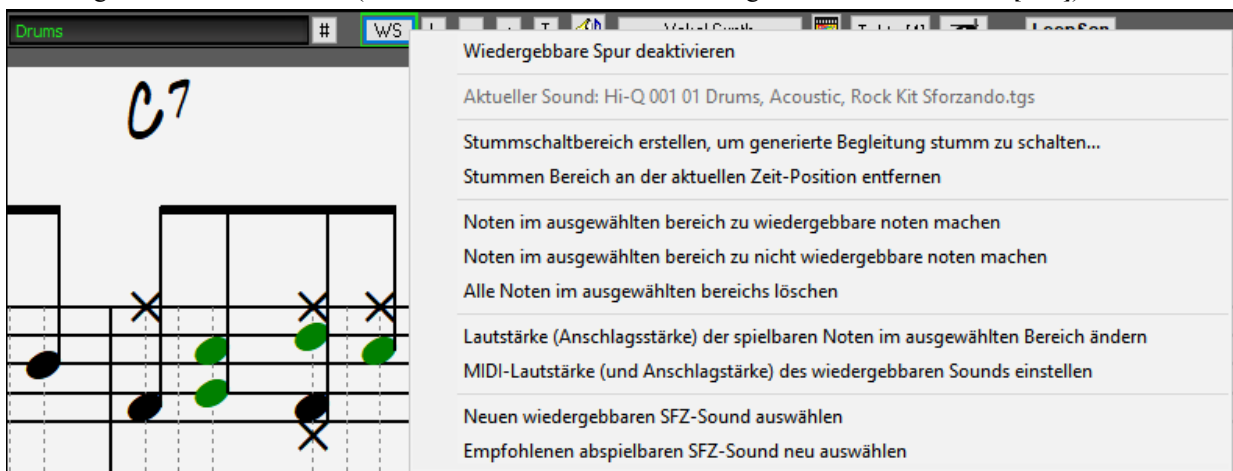 Drums # WS
Wiedergebbare Spur deaktivieren
C7
Aktueller Sound: Hi-Q 001 01 Drums, Acoustic, Rock Kit Sforzando.tgs
Stummschaltbereich erstellen, um generierte Begleitung stumm zu schalten...
Stummen Bereich an der aktuellen Zeit-Position entfernen
Noten im ausgewählten bereich zu wiedergebbare noten machen
Noten im ausgewählten bereich zu nicht wiedergebbare noten machen
Alle Noten im ausgewählten bereichs löschen
Lautstärke (Anschlagsstärke) der spielbaren Noten im ausgewählten Bereich ändern
MIDI-Lautstärke (und Anschlagstärke) des wiedergebbaren Sounds einstellen
Neuen wiedergebbaren SFZ-Sound auswählen
Empfohlenen abspielbaren SFZ-Sound neu auswählen